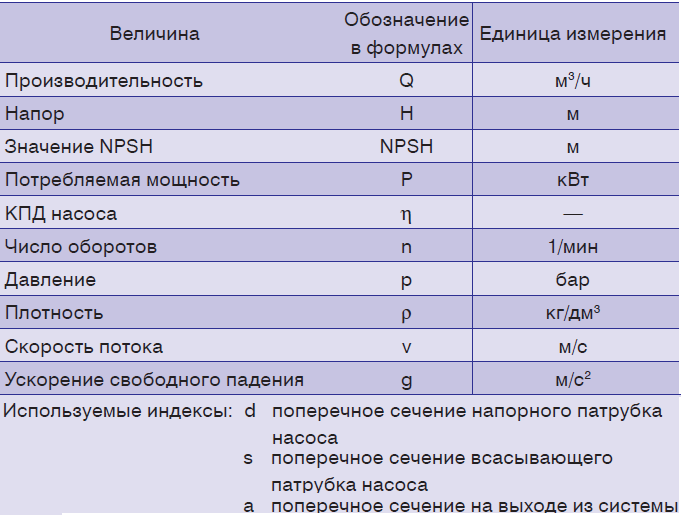 Величина Обозначение в формулах Единица измерения
Производительность Q м³/ч
Напор H м
Значение NPSH NPSH м
Потребляемая мощность P кВт
КПД насоса η —
Число оборотов n 1/мин
Давление p бар
Плотность ρ кг/дм³
Скорость потока v м/с
Ускорение свободного падения g м/с²
Используемые индексы: d поперечное сечение напорного патрубка
насоса
s поперечное сечение всасывающего
патрубка насоса
a поперечное сечение на выходе из системы